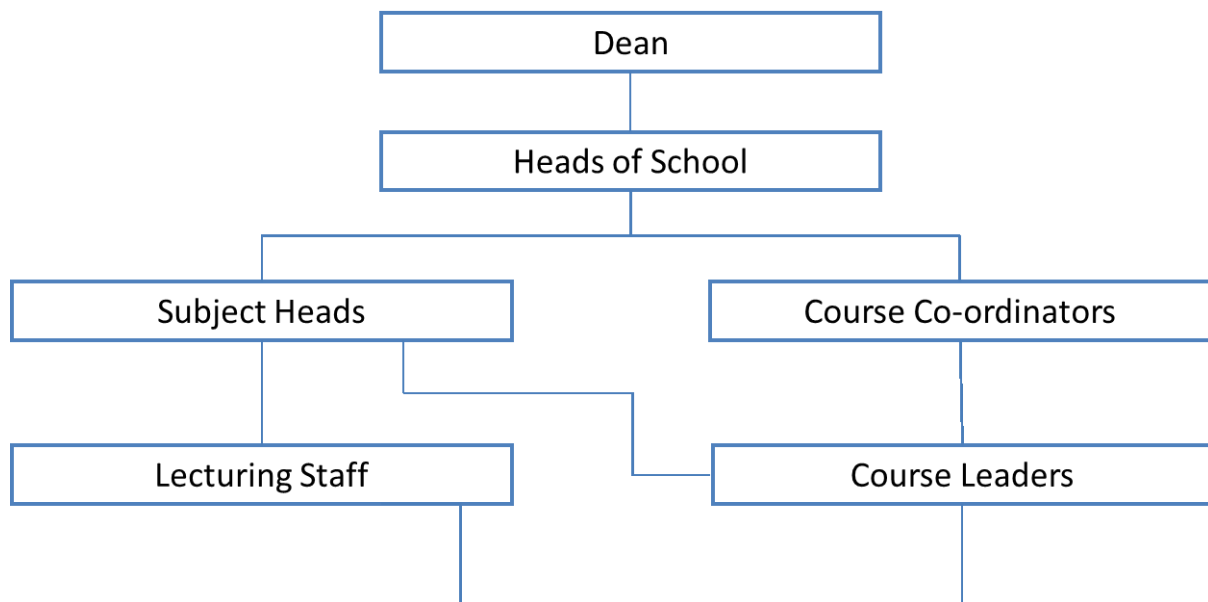 Dean
Heads of School
Subject Heads
Course Co-ordinators
Lecturing Staff
Course Leaders